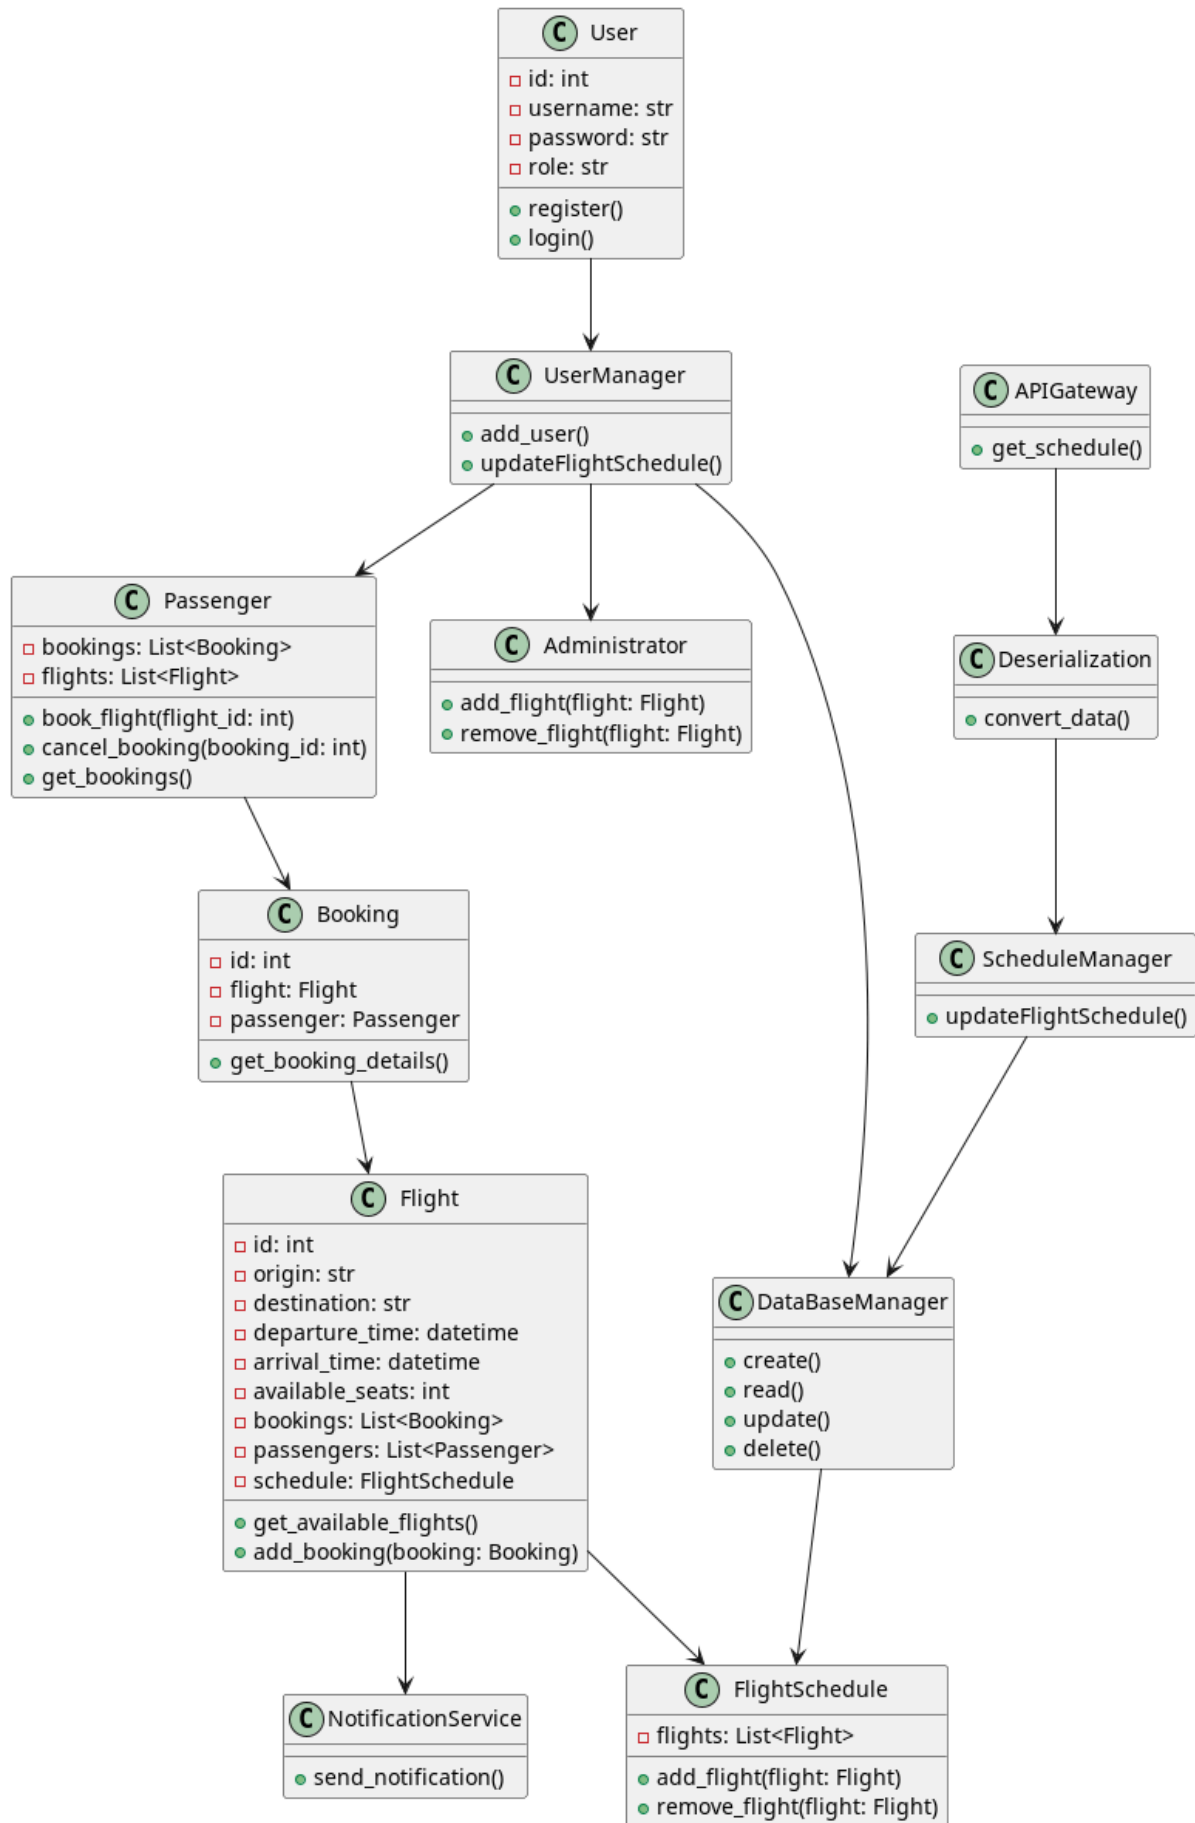 C User
id: int
username: str
password: str
role: str
register()
login()
C UserManager
add_user()
updateFlightSchedule()
C APIGateway
get_schedule()
C Passenger
bookings: List<Booking>
flights: List<Flight>
book_flight(flight_id: int)
cancel_booking(booking_id: int)
get_bookings()
C Administrator
add_flight(flight: Flight)
remove_flight(flight: Flight)
C Deserialization
convert_data()
C Booking
id: int
flight: Flight
passenger: Passenger
get_booking_details()
C ScheduleManager
updateFlightSchedule()
C Flight
id: int
origin: str
destination: str
departure_time: datetime
arrival_time: datetime
available_seats: int
bookings: List<Booking>
passengers: List<Passenger>
schedule: FlightSchedule
get_available_flights()
add_booking(booking: Booking)
C DataBaseManager
create()
read()
update()
delete()
C NotificationService
send_notification()
C FlightSchedule
flights: List<Flight>
add_flight(flight: Flight)
remove_flight(flight: Flight)